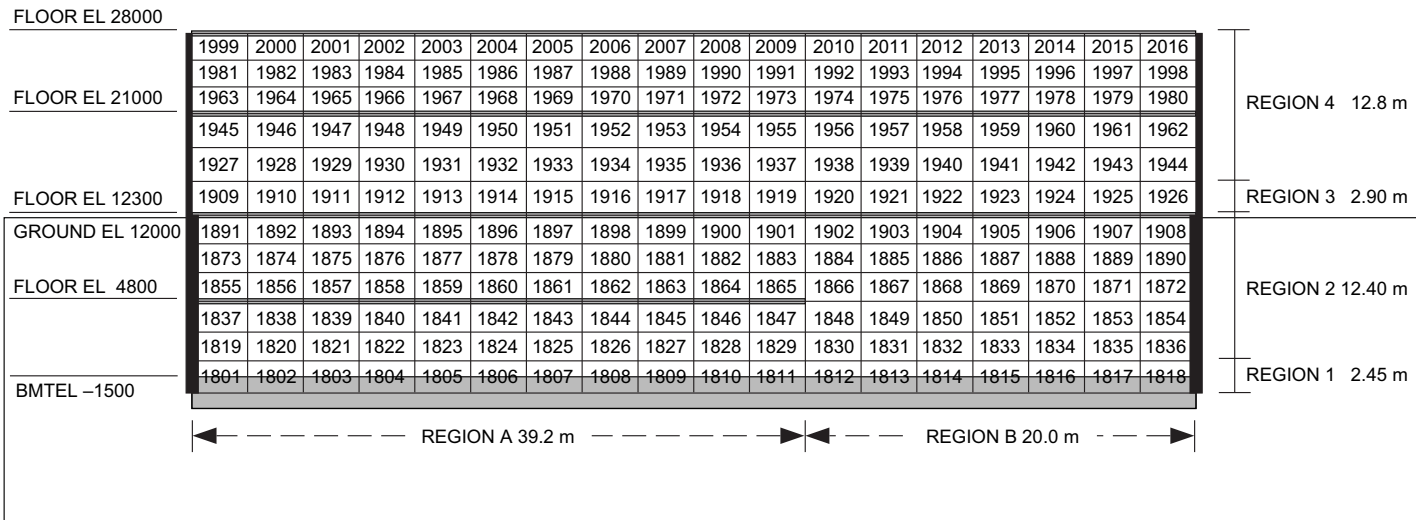 FLOOR EL 28000
1999 2000 2001 2002 2003 2004 2005 2006 2007 2008 2009 2010 2011 2012 2013 2014 2015 2016
1981 1982 1983 1984 1985 1986 1987 1988 1989 1990 1991 1992 1993 1994 1995 1996 1997 1998
FLOOR EL 21000 1963 1964 1965 1966 1967 1968 1969 1970 1971 1972 1973 1974 1975 1976 1977 1978 1979 1980 REGION 4 12.8 m
1945 1946 1947 1948 1949 1950 1951 1952 1953 1954 1955 1956 1957 1958 1959 1960 1961 1962
1927 1928 1929 1930 1931 1932 1933 1934 1935 1936 1937 1938 1939 1940 1941 1942 1943 1944
FLOOR EL 12300 1909 1910 1911 1912 1913 1914 1915 1916 1917 1918 1919 1920 1921 1922 1923 1924 1925 1926 REGION 3 2.90 m
GROUND EL 12000 1891 1892 1893 1894 1895 1896 1897 1898 1899 1900 1901 1902 1903 1904 1905 1906 1907 1908
1873 1874 1875 1876 1877 1878 1879 1880 1881 1882 1883 1884 1885 1886 1887 1888 1889 1890
FLOOR EL 4800 1855 1856 1857 1858 1859 1860 1861 1862 1863 1864 1865 1866 1867 1868 1869 1870 1871 1872 REGION 2 12.40 m
1837 1838 1839 1840 1841 1842 1843 1844 1845 1846 1847 1848 1849 1850 1851 1852 1853 1854
1819 1820 1821 1822 1823 1824 1825 1826 1827 1828 1829 1830 1831 1832 1833 1834 1835 1836
1801 1802 1803 1804 1805 1806 1807 1808 1809 1810 1811 1812 1813 1814 1815 1816 1817 1818 REGION 1 2.45 m
BMTEL –1500
REGION A 39.2 m REGION B 20.0 m